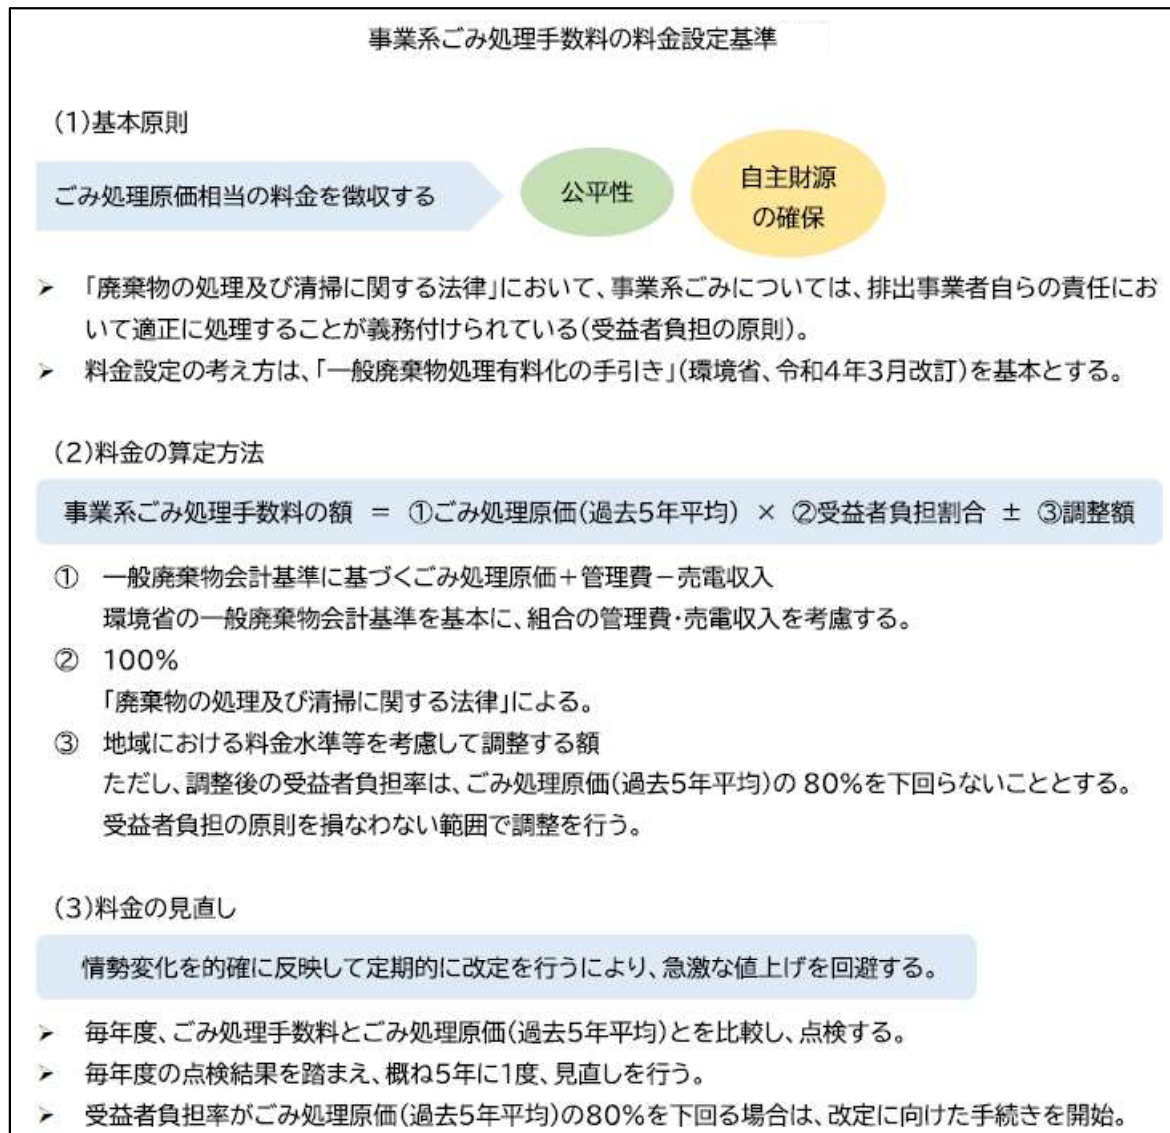 事業系ごみ処理手数料の料金設定基準
(1)基本原則
ごみ処理原価相当の料金を徴収する
公平性
自主財源
の確保
➤ 「廃棄物の処理及び清掃に関する法律」において、事業系ごみについては、排出事業者自らの責任にお
いて適正に処理することが義務付けられている(受益者負担の原則)。
➤ 料金設定の考え方は、「一般廃棄物処理有料化の手引き」(環境省、令和4年3月改訂)を基本とする。
(2)料金の算定方法
事業系ごみ処理手数料の額 = ①ごみ処理原価(過去5年平均) × ②受益者負担割合 ± ③調整額
① 一般廃棄物会計基準に基づくごみ処理原価+管理費-売電収入
環境省の一般廃棄物会計基準を基本に、組合の管理費・売電収入を考慮する。
② 100%
「廃棄物の処理及び清掃に関する法律」による。
③ 地域における料金水準等を考慮して調整する額
ただし、調整後の受益者負担率は、ごみ処理原価(過去5年平均)の 80%を下回らないこととする。
受益者負担の原則を損なわない範囲で調整を行う。
(3)料金の見直し
情勢変化を的確に反映して定期的に改定を行うにより、急激な値上げを回避する。
➤ 毎年度、ごみ処理手数料とごみ処理原価(過去5年平均)とを比較し、点検する。
➤ 毎年度の点検結果を踏まえ、概ね5年に1度、見直しを行う。
➤ 受益者負担率がごみ処理原価(過去5年平均)の80%を下回る場合は、改定に向けた手続きを開始。